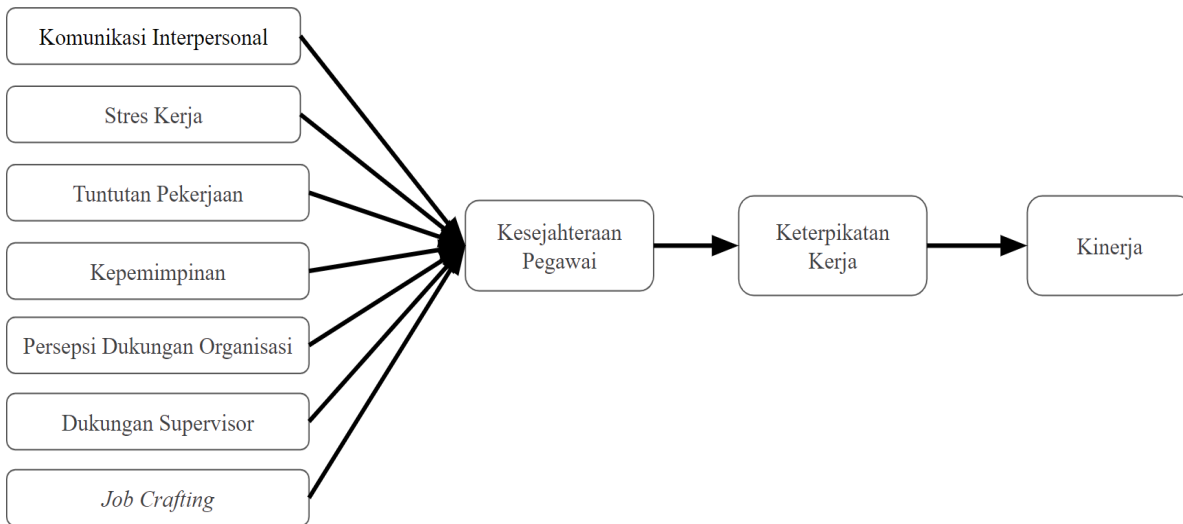 Komunikasi Interpersonal
Stres Kerja
Tuntutan Pekerjaan
Kepemimpinan
Persepsi Dukungan Organisasi
Dukungan Supervisor
Job Crafting
Kesejahteraan
Pegawai
Keterpikatan
Kerja
Kinerja